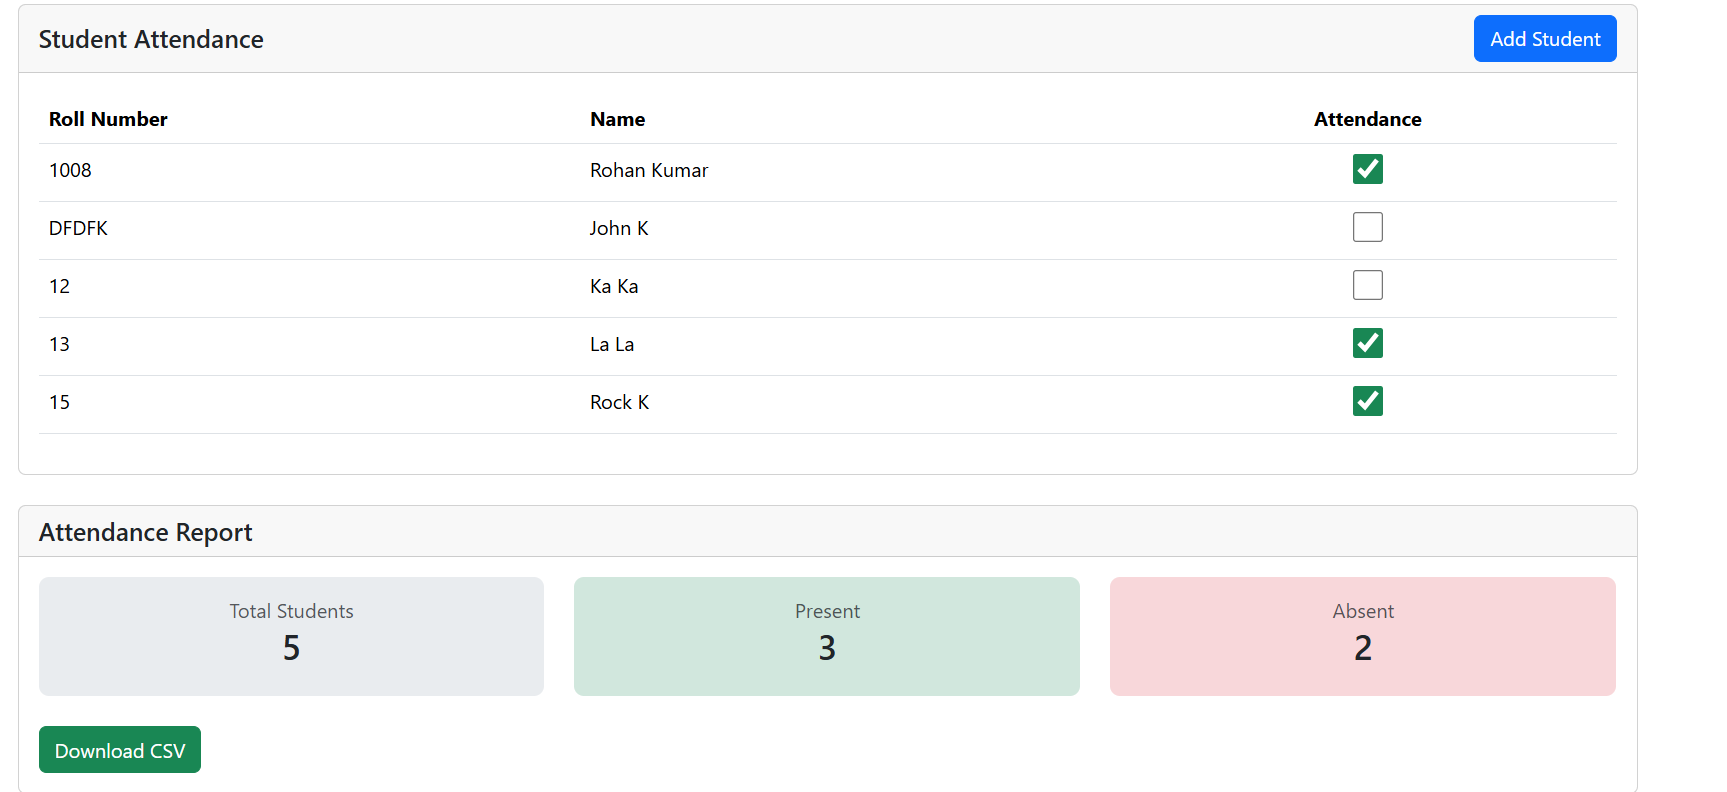 Student Attendance Add Student
Roll Number Name Attendance
1008 Rohan Kumar
DFDFK John K
12 Ka Ka
13 La La
15 Rock K
Attendance Report
Total Students Present Absent
5 3 2
Download CSV